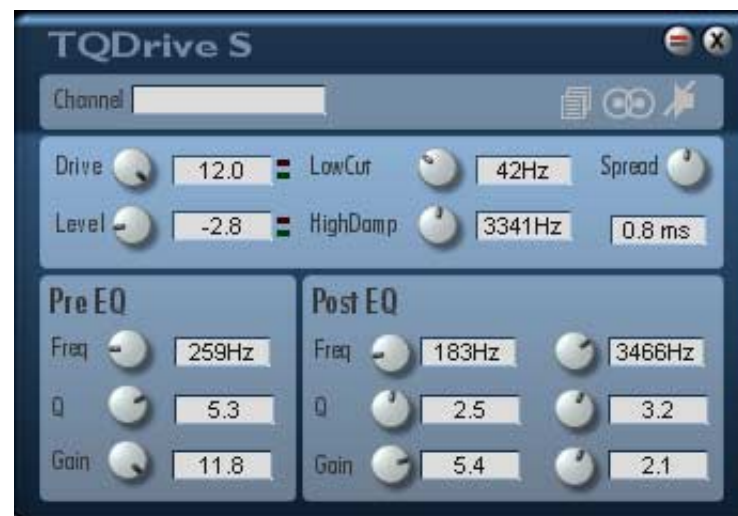 TQDrive S
Channel
Drive 12.0 LowCut 42Hz Spread
Level -2.8 HighDamp 3341Hz 0.8 ms
Pre EQ Post EQ
Freq 259Hz Freq 183Hz 3466Hz
Q 5.3 Q 2.5 3.2
Gain 11.8 Gain 5.4 2.1